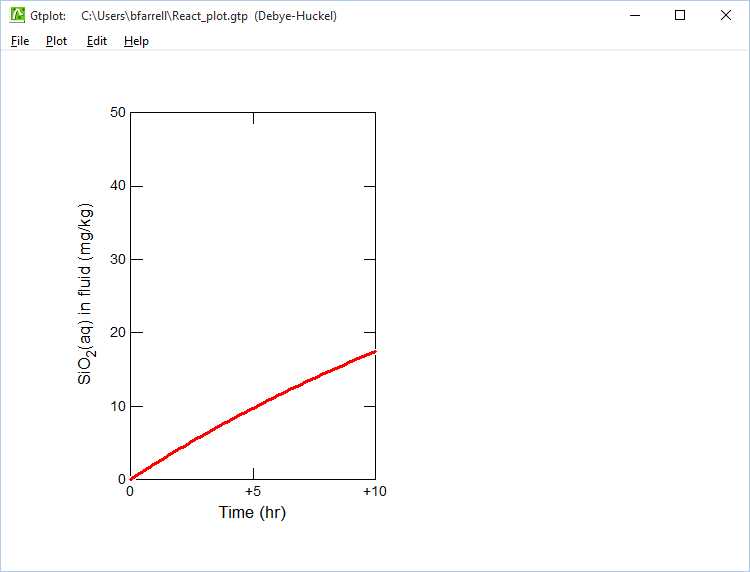 Gtplot: C:\Users\bfarrell\React_plot.gtp (Debye-Huckel)
File Plot Edit Help
50
40
30
20
10
0
SiO2(aq) in fluid (mg/kg)
0 +5 +10
Time (hr)